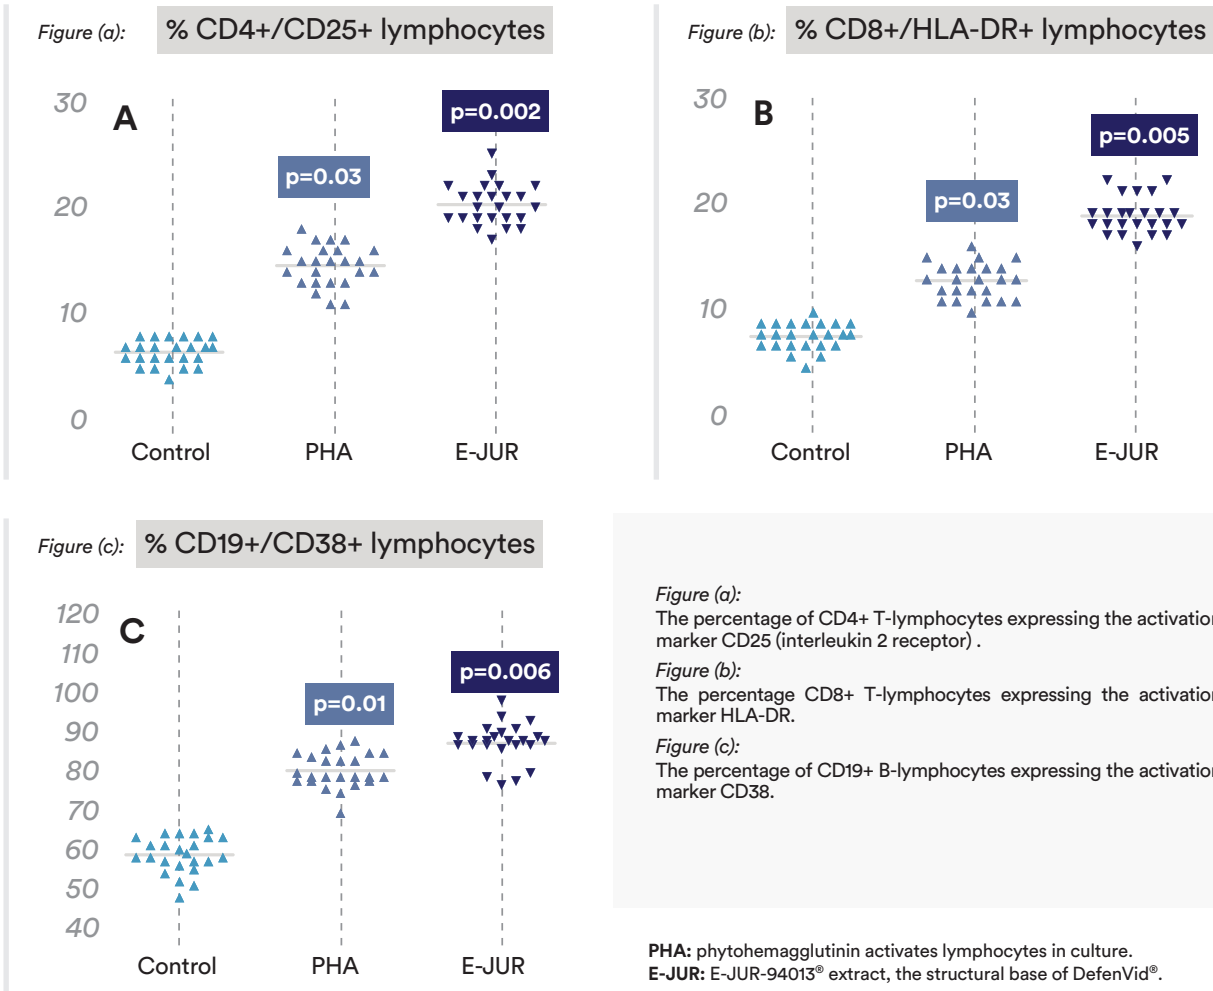 Figure (a): % CD4+/CD25+ lymphocytes
30
A
p=0.03
p=0.002
20
10
0
Control PHA E-JUR
Figure (b): % CD8+/HLA-DR+ lymphocytes
30
B
p=0.03
p=0.005
20
10
0
Control PHA E-JUR
Figure (c): % CD19+/CD38+ lymphocytes
120
C
110
100
90
80
70
60
50
40
p=0.01
p=0.006
Control PHA E-JUR
Figure (a):
The percentage of CD4+ T-lymphocytes expressing the activation
marker CD25 (interleukin 2 receptor) .
Figure (b):
The percentage CD8+ T-lymphocytes expressing the activation
marker HLA-DR.
Figure (c):
The percentage of CD19+ B-lymphocytes expressing the activation
marker CD38.
PHA: phytohemagglutinin activates lymphocytes in culture.
E-JUR: E-JUR-94013® extract, the structural base of DefenVid®.